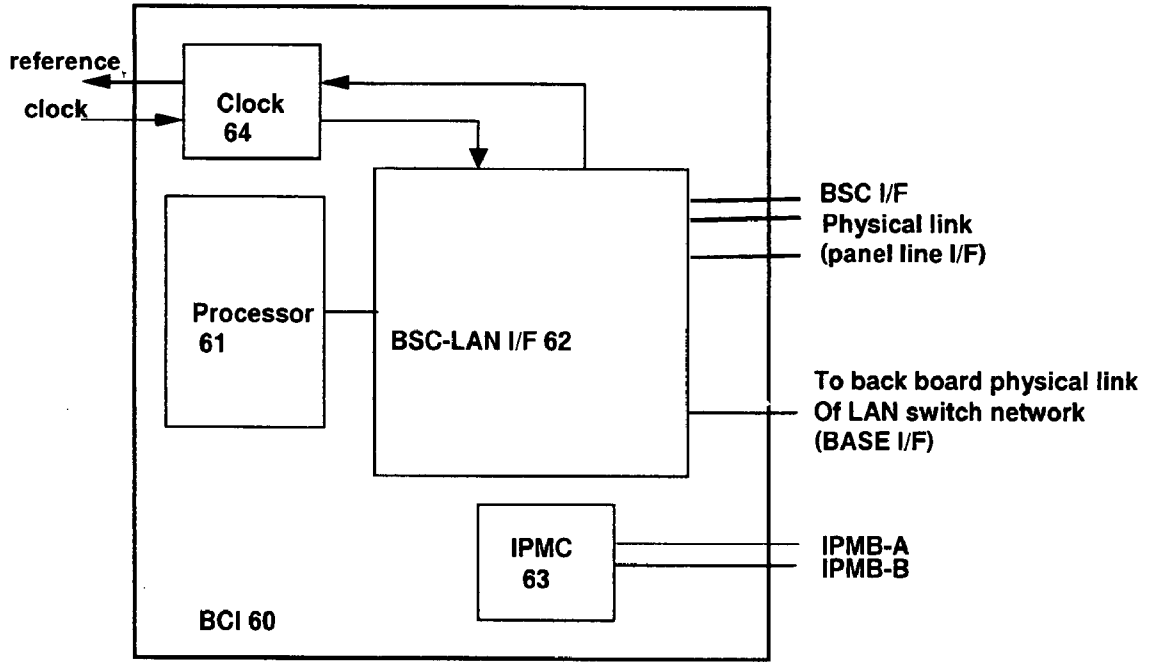 reference
clock
Clock
64
Processor
61
BSC-LAN I/F 62
BSC I/F
Physical link
(panel line I/F)
To back board physical link
Of LAN switch network
(BASE I/F)
IPMC
63
IPMB-A
IPMB-B
BCI 60